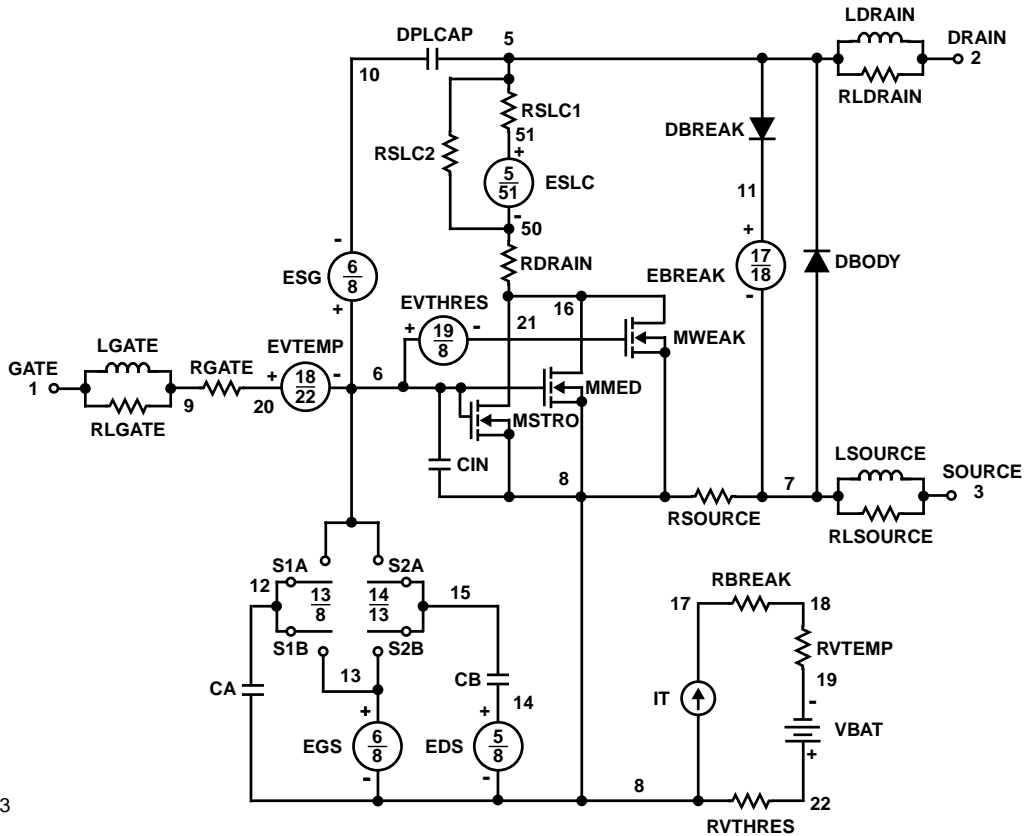 LDRAIN
DPLCAP 5 DRAIN
2
10
RLDRAIN
RSLC1
DBREAK
51
+
RSLC2
5
51
ESLC
11
-
50
-
+
RDRAIN
17
18
6
8
ESG
EBREAK
DBODY
EVTHRES
16
+
+
19
8
-
21
-
MWEAK
LGATE
EVTEMP
GATE
1
RGATE
+
18
22
-
6
MMED
9
20
MSTRO
RLGATE
LSOURCE
CIN
8
7
SOURCE
3
RSOURCE
RLSOURCE
S1A
S2A
12
13
8
14
13
15
RBREAK
17
18
S1B
S2B
RVTEMP
13
CB
19
CA
14
IT
-
+
+
VBAT
EGS
6
8
EDS
5
8
+
-
-
8
22
3
RVTHRES